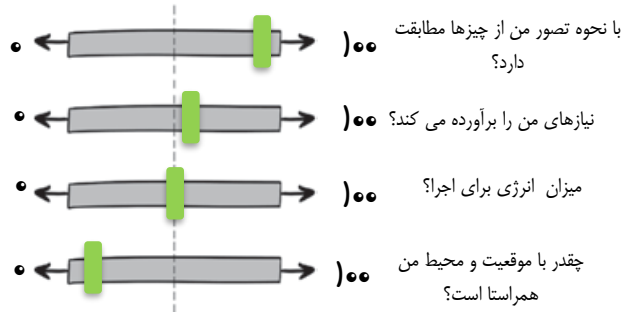 با نحوه تصور من از چیزها مطابقت
دارد؟
نیازهای من را برآورده می کند؟
میزان انرژی برای اجرا؟
چقدر با موقعیت و محیط من
همراستا است؟